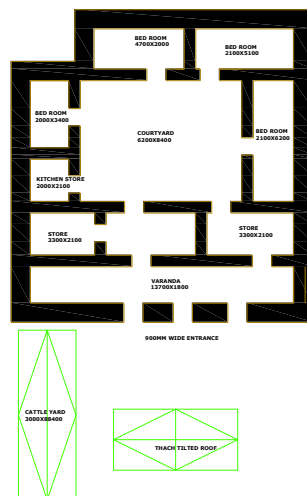 BED ROOM
4700X2000
BED ROOM
2100X5100
BED ROOM
2000X3400
COURTYARD
6200X8400
BED ROOM
2100X6200
KITCHEN STORE
2000X2100
STORE
3300X2100
STORE
3300X2100
VARANDA
13700X1800
900MM WIDE ENTRANCE
CATTLE YARD
2000X88400
THACH TILTED ROOF